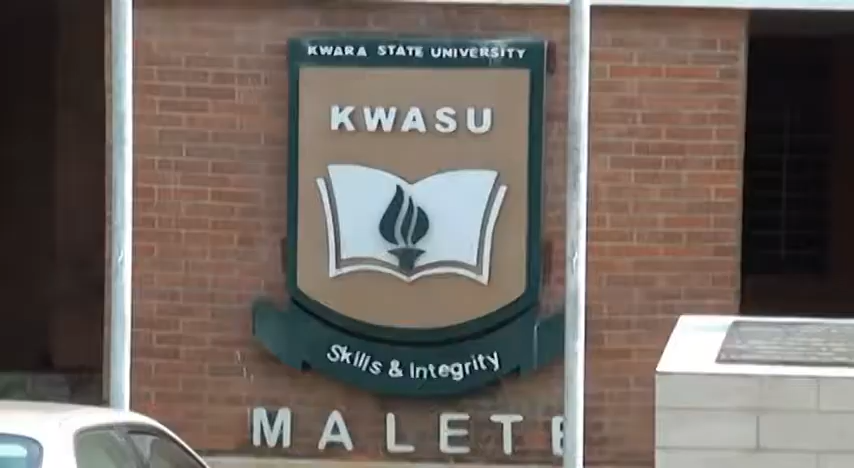 KWARA STATE UNIVERSITY
KWASU
Skills & Integrity
MALETE